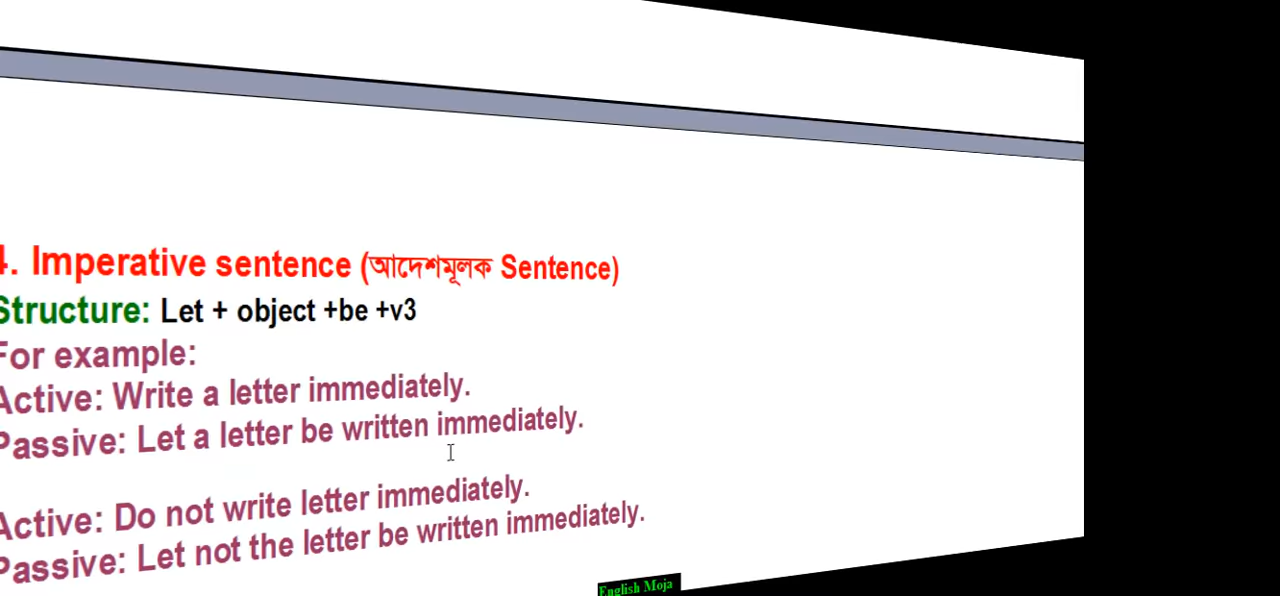 4. Imperative sentence (আদেশমূলক Sentence)
Structure: Let + object +be +v3
For example:
Active: Write a letter immediately.
Passive: Let a letter be written immediately.
Active: Do not write letter immediately.
Passive: Let not the letter be written immediately.
English Moja